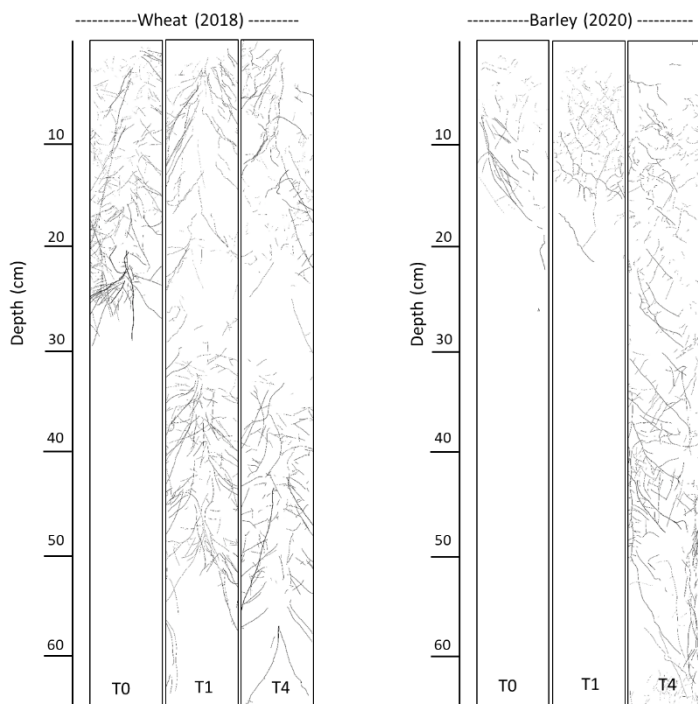 -----------Wheat (2018) ---------
-----------Barley (2020) ---------
Depth (cm)
10
20
30
40
50
60
T0
T1
T4
Depth (cm)
10
20
30
40
50
60
T0
T1
T4